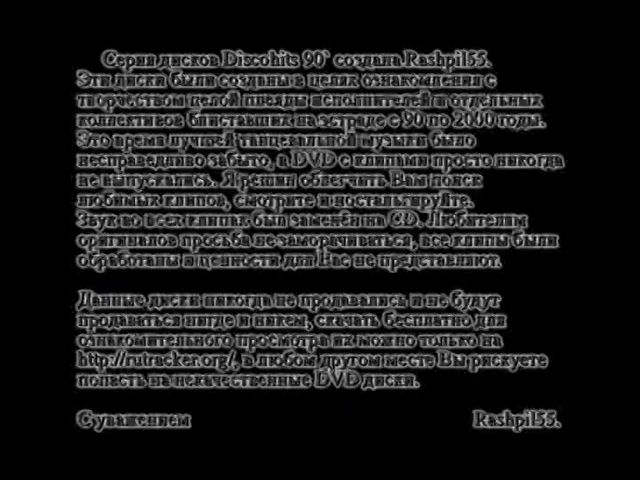 Серия дисков Discohits 90` создана Rashpil55.
Эти диски были созданы в целях ознакомления с
творчеством целой плеяды исполнителей и отдельных
коллективов блиставших на эстраде с 90 по 2000 годы.
Это время лучшей танцевальной музыки было
несправедливо забыто, а DVD с клипами просто никогда
не выпускались. Я решил облегчить Вам поиск
любимых клипов, смотрите и ностальгируйте.
Звук во всех клипах был заменён на CD. Любителям
оригиналов просьба не заморачиваться, все клипы были
обработаны и ценности для Вас не представляют.
Данные диски никогда не продавались и не будут
продаваться нигде и никем, скачать бесплатно для
ознакомительного просмотра их можно только на
http://rutracker.org/, в любом другом месте Вы рискуете
попасть на некачественные DVD диски.
С уважением Rashpil55.